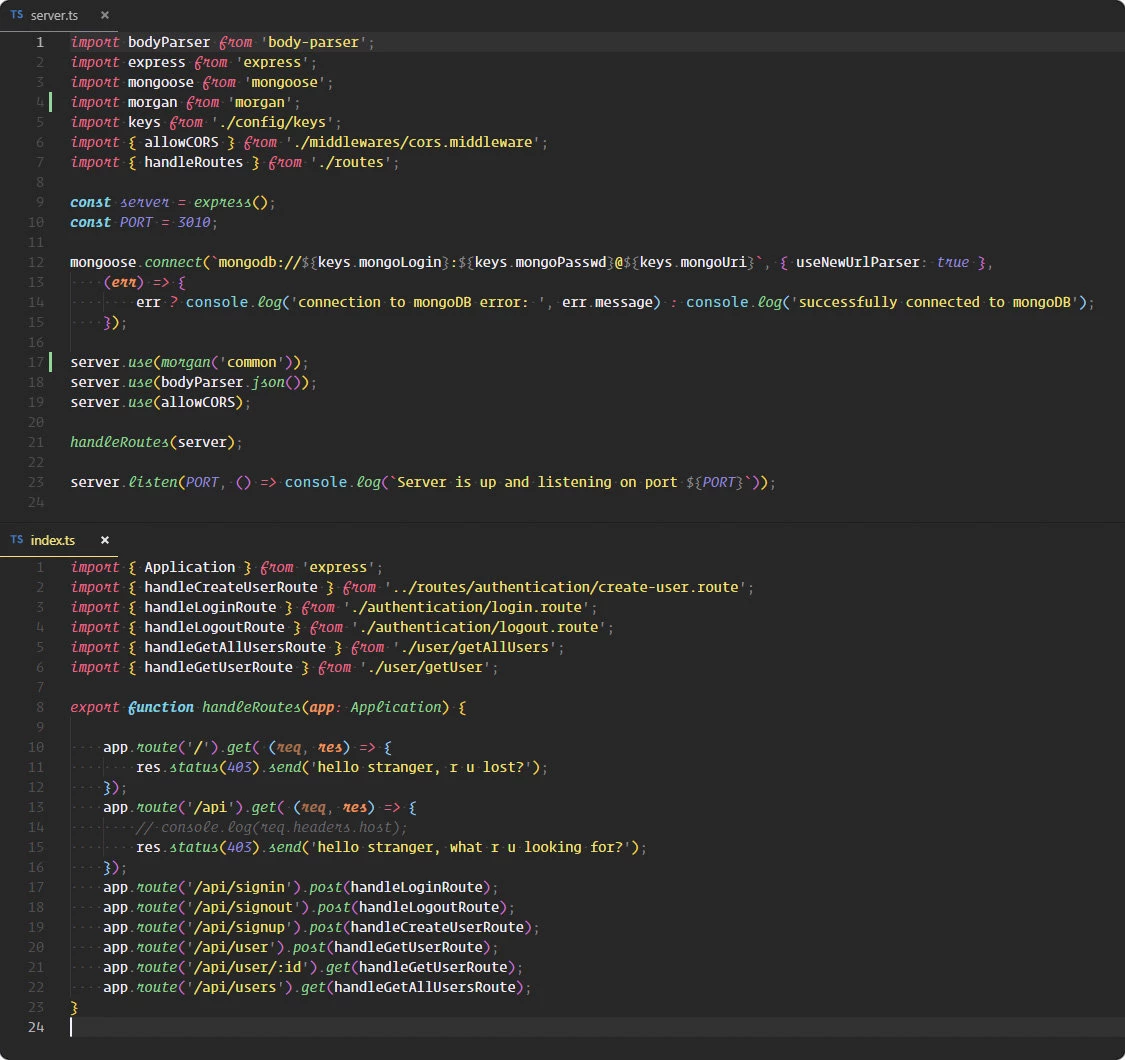 TS server.ts ×
1 import bodyParser from 'body-parser';
2 import express from 'express';
3 import mongoose from 'mongoose';
4 import morgan from 'morgan';
5 import keys from './config/keys';
6 import { allowCORS } from './middlewares/cors.middleware';
7 import { handleRoutes } from './routes';
8
9 const server = express();
10 const PORT = 3010;
11
12 mongoose.connect(`mongodb://${keys.mongoLogin}:${keys.mongoPasswd}@${keys.mongoUri}`, { useNewUrlParser: true },
13     (err) => {
14         err ? console.log('connection to mongoDB error: ', err.message) : console.log('successfully connected to mongoDB');
15     });
16
17 server.use(morgan('common'));
18 server.use(bodyParser.json());
19 server.use(allowCORS);
20
21 handleRoutes(server);
22
23 server.listen(PORT, () => console.log(`Server is up and listening on port ${PORT}`));
24
TS index.ts ×
1 import { Application } from 'express';
2 import { handleCreateUserRoute } from '../routes/authentication/create-user.route';
3 import { handleLoginRoute } from './authentication/login.route';
4 import { handleLogoutRoute } from './authentication/logout.route';
5 import { handleGetAllUsersRoute } from './user/getAllUsers';
6 import { handleGetUserRoute } from './user/getUser';
7
8 export function handleRoutes(app: Application) {
9
10     app.route('/').get( (req, res) => {
11         res.status(403).send('hello stranger, r u lost?');
12     });
13     app.route('/api').get( (req, res) => {
14         // console.log(req.headers.host);
15         res.status(403).send('hello stranger, what r u looking for?');
16     });
17     app.route('/api/signin').post(handleLoginRoute);
18     app.route('/api/signout').post(handleLogoutRoute);
19     app.route('/api/signup').post(handleCreateUserRoute);
20     app.route('/api/user').post(handleGetUserRoute);
21     app.route('/api/user/:id').get(handleGetUserRoute);
22     app.route('/api/users').get(handleGetAllUsersRoute);
23 }
24